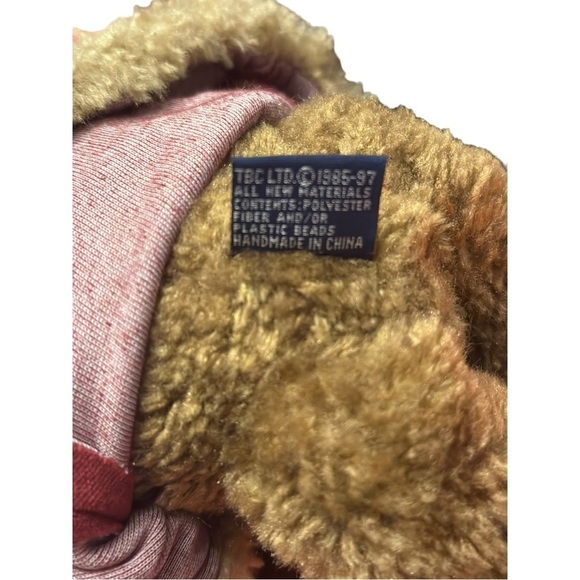 TBC LTD.©1985-97
ALL NEW MATERIALS
CONTENTS:POLYESTER
FIBER AND/OR
PLASTIC BEADS
HANDMADE IN CHINA